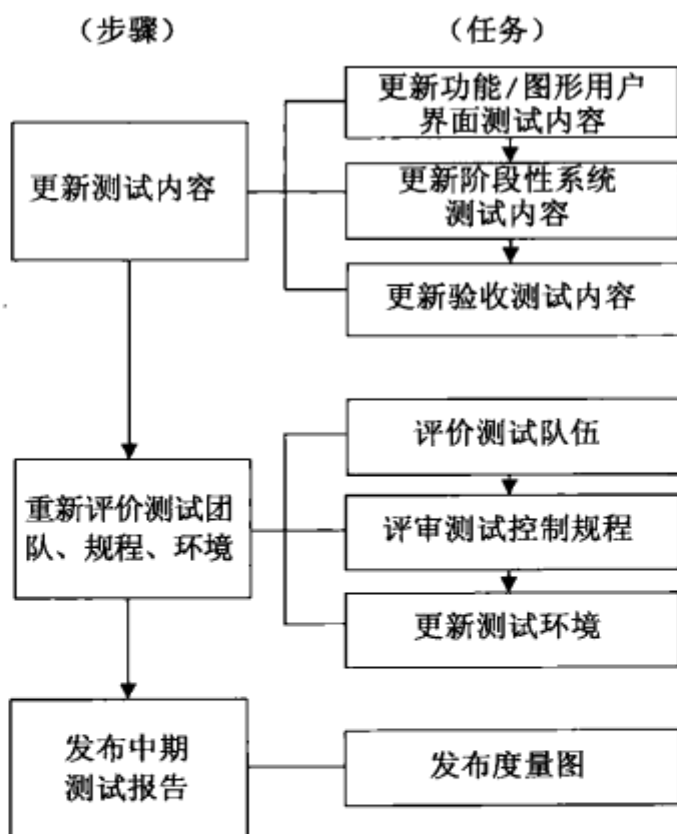 （步骤）
（任务）
更新测试内容
更新功能/图形用户
界面测试内容
更新阶段性系统
测试内容
更新验收测试内容
重新评价测试团
队、规程、环境
评价测试队伍
评审测试控制规程
更新测试环境
发布中期
测试报告
发布度量图